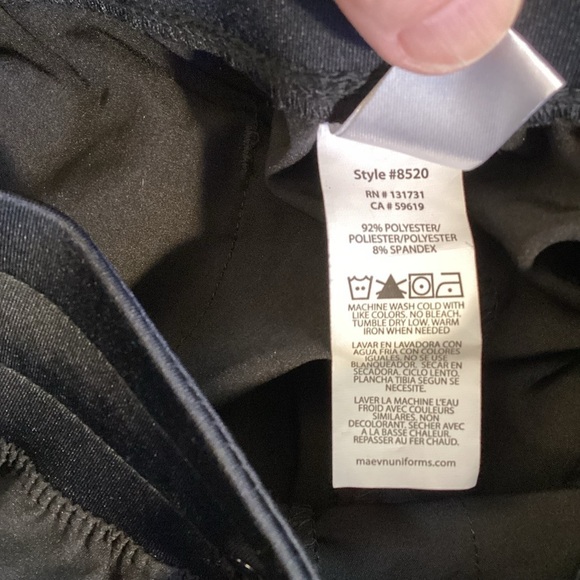 Style #8520
RN # 131731
CA # 59619
92% POLYESTER/
POLIESTER/POLYESTER
8% SPANDEX
MACHINE WASH COLD WITH
LIKE COLORS. NO BLEACH.
TUMBLE DRY LOW. WARM
IRON WHEN NEEDED
LAVAR EN LAVADORA CON
AGUA FRIA CON COLORES
IGUALES. NO SE USE
BLANQUEADOR. SECAR EN
SECADORA. CICLO LENTO.
PLANCHA TIBIA SEGUN SE
NECESITE.
LAVER LA MACHINE L'EAU
FROID AVEC COULEURS
SIMILAIRES. NON
DECOLORANT. SÉCHER AVEC
A LA BASSE CHALEUR.
REPASSER AU FER CHAUD.
maevnuniforms.com